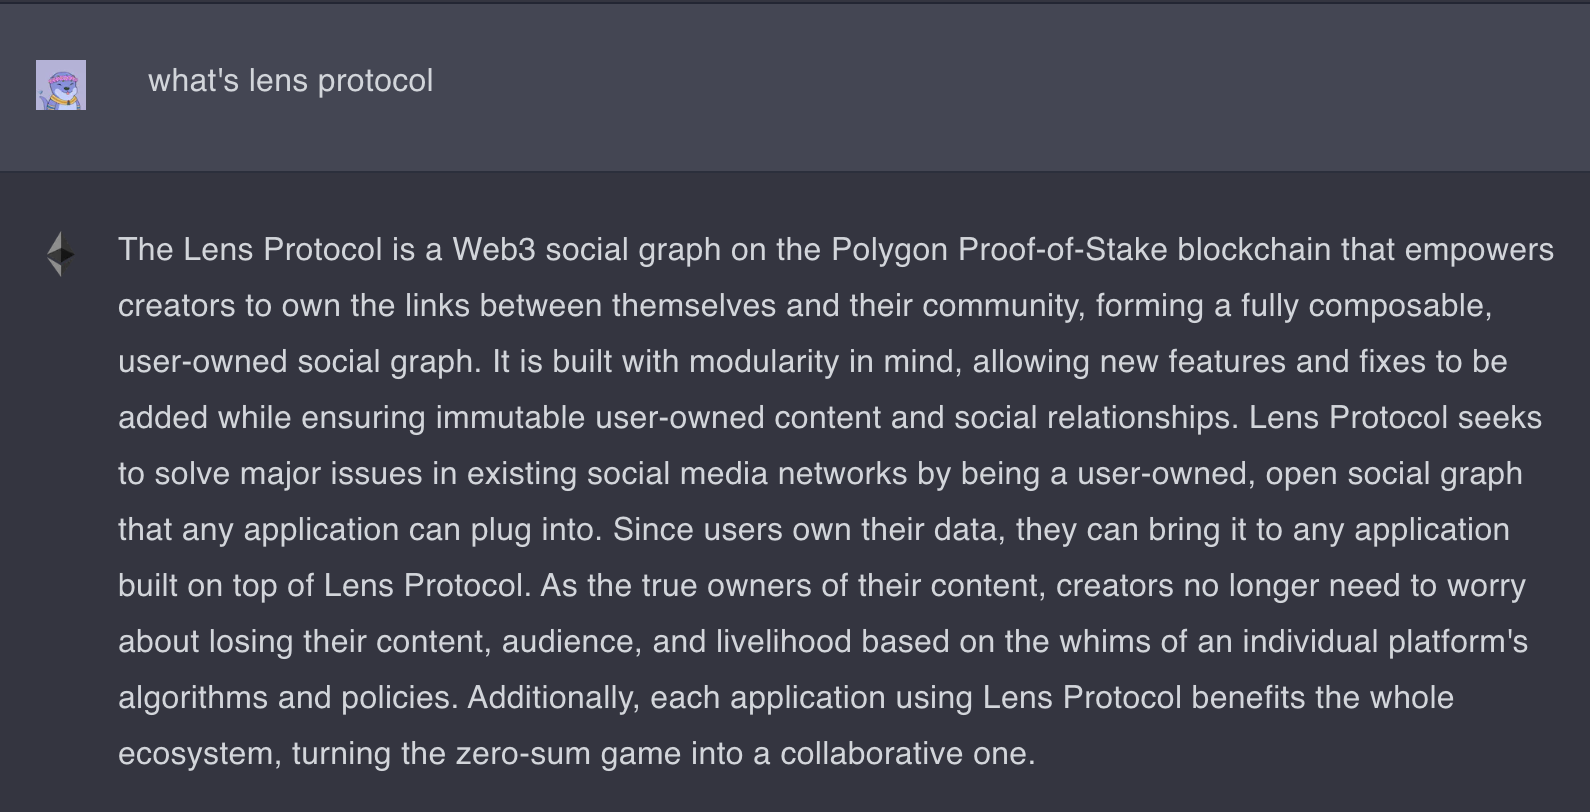 what's lens protocol
The Lens Protocol is a Web3 social graph on the Polygon Proof-of-Stake blockchain that empowers
creators to own the links between themselves and their community, forming a fully composable,
user-owned social graph. It is built with modularity in mind, allowing new features and fixes to be
added while ensuring immutable user-owned content and social relationships. Lens Protocol seeks
to solve major issues in existing social media networks by being a user-owned, open social graph
that any application can plug into. Since users own their data, they can bring it to any application
built on top of Lens Protocol. As the true owners of their content, creators no longer need to worry
about losing their content, audience, and livelihood based on the whims of an individual platform's
algorithms and policies. Additionally, each application using Lens Protocol benefits the whole
ecosystem, turning the zero-sum game into a collaborative one.